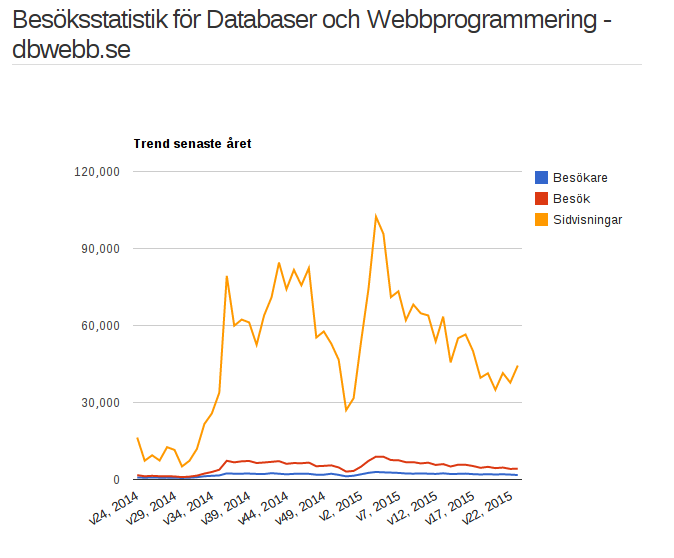 Besöksstatistik för Databaser och Webbprogrammering -
dbwebb.se
Trend senaste året
120,000
90,000
60,000
30,000
0
Besökare
Besök
Sidvisningar
v24, 2014
v29, 2014
v34, 2014
v39, 2014
v44, 2014
v49, 2014
v2, 2015
v7, 2015
v12, 2015
v17, 2015
v22, 2015